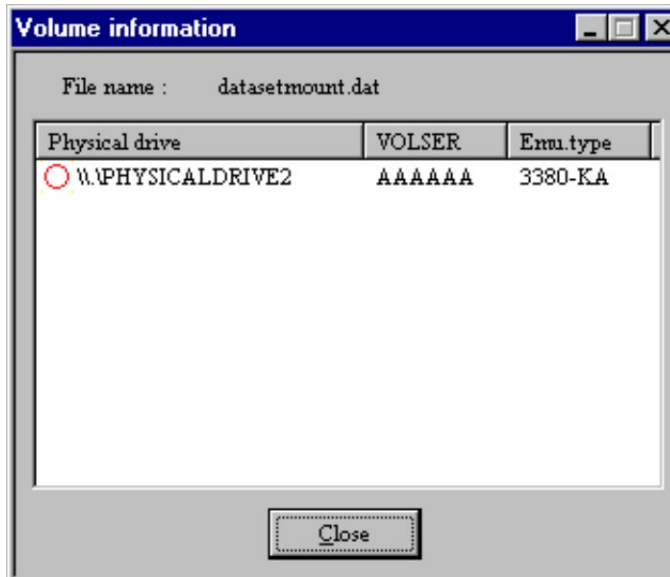 Volume information
File name : datasetmount.dat
Physical drive VOLSER Emu.type
\\.\PHYSICALDRIVE2 AAAAAA 3380-KA
Close